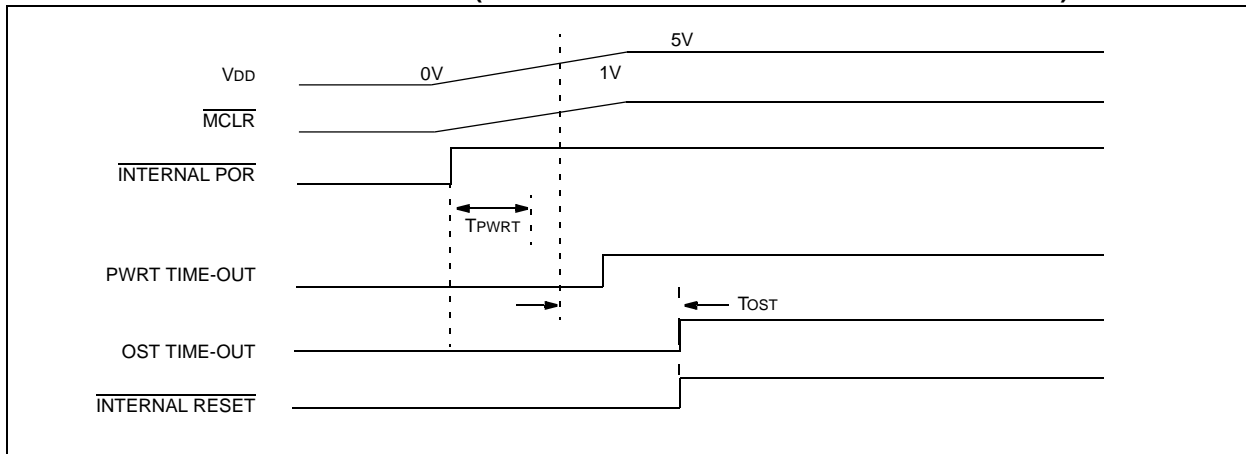 5V
VDD 0V 1V
MCLR
INTERNAL POR
TPWRT
PWRT TIME-OUT
TOST
OST TIME-OUT
INTERNAL RESET